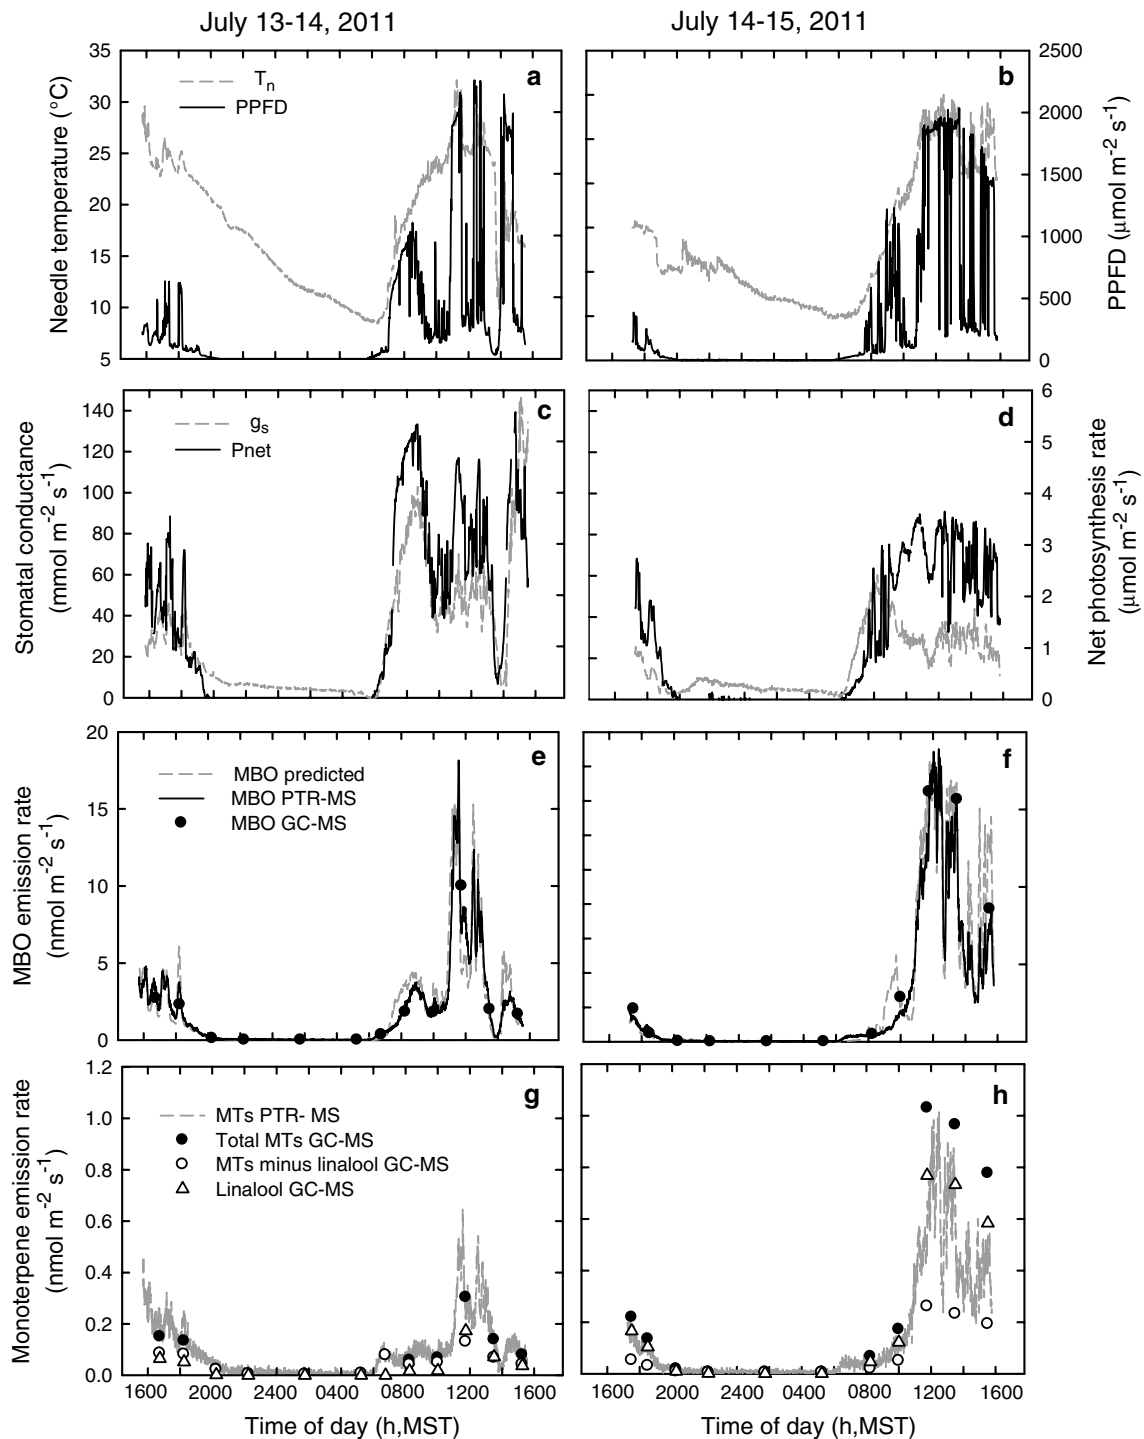 July 13-14, 2011
July 14-15, 2011
35
30
25
20
15
10
5
Needle temperature (°C)
T_n
PPFD
a
b
2500
2000
1500
1000
500
0
PPFD (µmol m⁻² s⁻¹)
140
120
100
80
60
40
20
0
Stomatal conductance
(mmol m⁻² s⁻¹)
g_s
Pnet
c
d
6
5
4
3
2
1
0
Net photosynthesis rate
(µmol m⁻² s⁻¹)
20
15
10
5
0
MBO emission rate
(nmol m⁻² s⁻¹)
MBO predicted
MBO PTR-MS
MBO GC-MS
e
f
1.2
1.0
0.8
0.6
0.4
0.2
0.0
Monoterpene emission rate
(nmol m⁻² s⁻¹)
MTs PTR- MS
Total MTs GC-MS
MTs minus linalool GC-MS
Linalool GC-MS
g
h
1600 2000 2400 0400 0800 1200 1600
1600 2000 2400 0400 0800 1200 1600
Time of day (h,MST)
Time of day (h,MST)